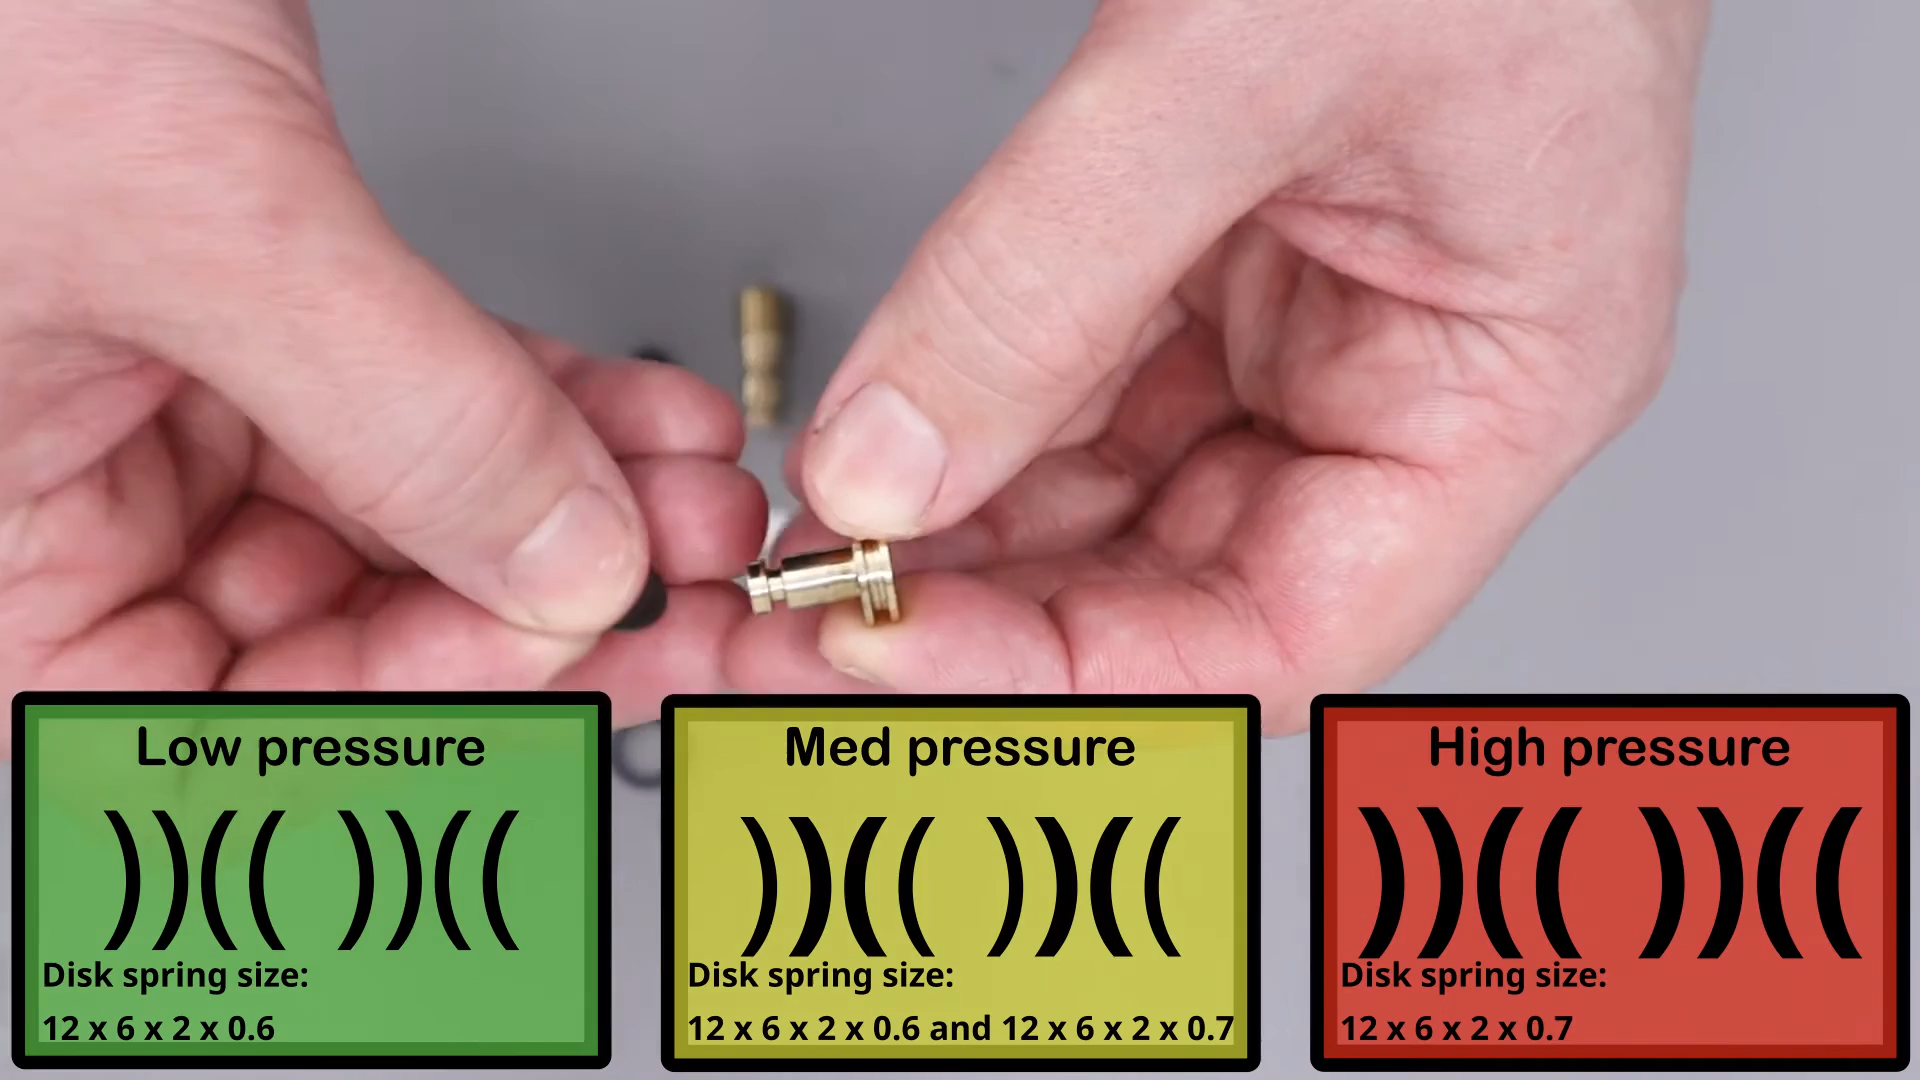 Low pressure
))(( ))((
Disk spring size:
12 x 6 x 2 x 0.6
Med pressure
))(( ))((
Disk spring size:
12 x 6 x 2 x 0.6 and 12 x 6 x 2 x 0.7
High pressure
))(( ))((
Disk spring size:
12 x 6 x 2 x 0.7